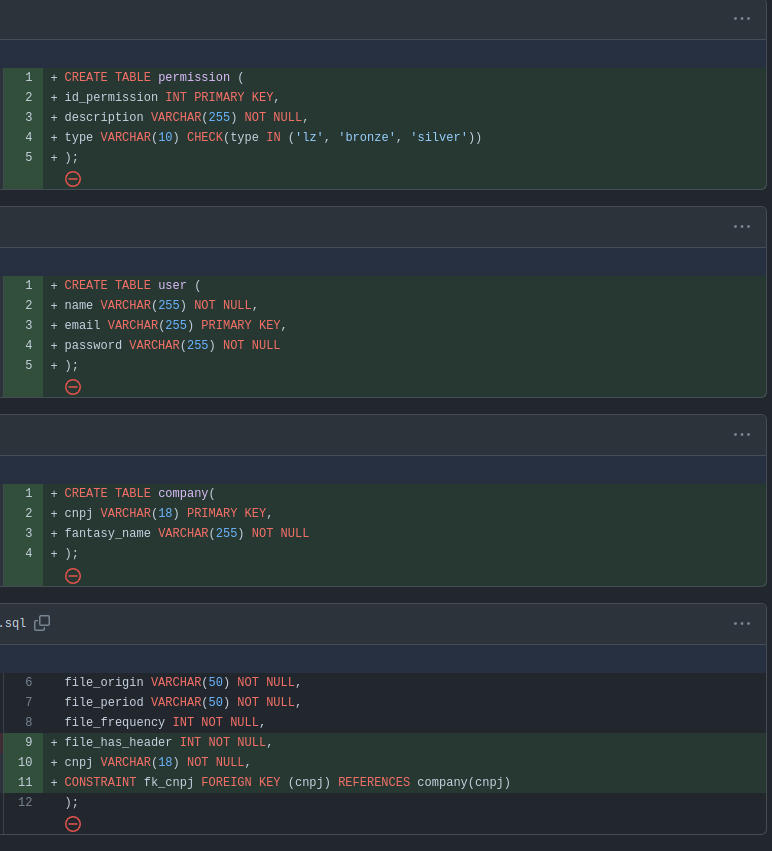 ...
1 + CREATE TABLE permission (
2 + id_permission INT PRIMARY KEY,
3 + description VARCHAR(255) NOT NULL,
4 + type VARCHAR(10) CHECK(type IN ('lz', 'bronze', 'silver'))
5 + );
...
1 + CREATE TABLE user (
2 + name VARCHAR(255) NOT NULL,
3 + email VARCHAR(255) PRIMARY KEY,
4 + password VARCHAR(255) NOT NULL
5 + );
...
1 + CREATE TABLE company(
2 + cnpj VARCHAR(18) PRIMARY KEY,
3 + fantasy_name VARCHAR(255) NOT NULL
4 + );
.sql ...
6 file_origin VARCHAR(50) NOT NULL,
7 file_period VARCHAR(50) NOT NULL,
8 file_frequency INT NOT NULL,
9 + file_has_header INT NOT NULL,
10 + cnpj VARCHAR(18) NOT NULL,
11 + CONSTRAINT fk_cnpj FOREIGN KEY (cnpj) REFERENCES company(cnpj)
12 );